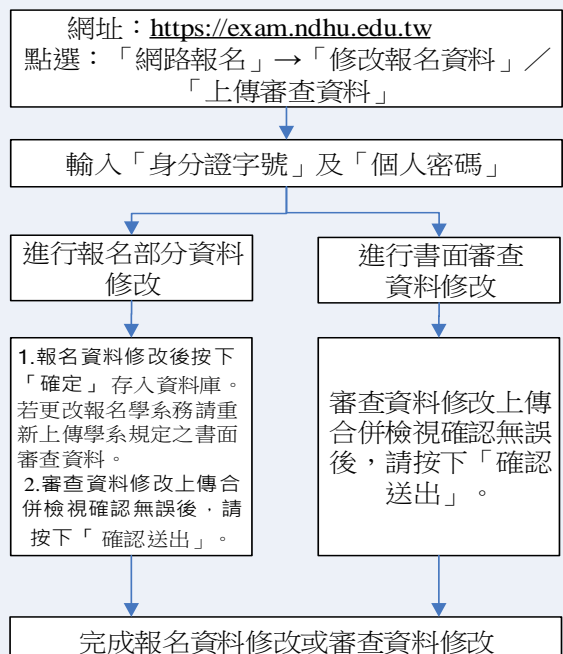 網址：https://exam.ndhu.edu.tw
點選：「網路報名」→「修改報名資料」／
「上傳審查資料」
輸入「身分證字號」及「個人密碼」
進行報名部分資料
修改
進行書面審查
資料修改
1.報名資料修改後按下
「確定」存入資料庫。
若更改報名學系務請重
新上傳學系規定之書面
審查資料。
2.審查資料修改上傳合
併檢視確認無誤後，請
按下「確認送出」。
審查資料修改上傳
合併檢視確認無誤
後，請按下「確認
送出」。
完成報名資料修改或審查資料修改